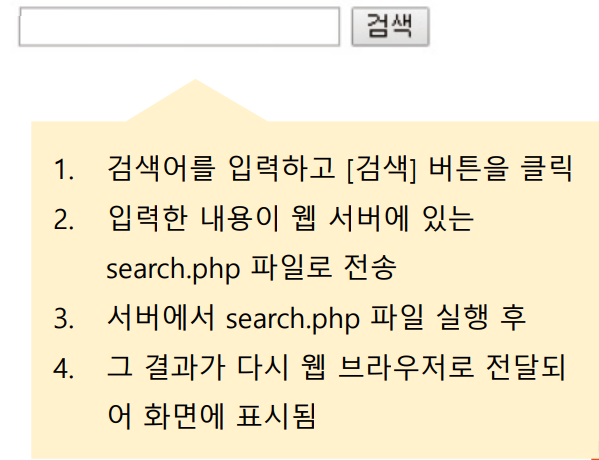 검색
1. 검색어를 입력하고 [검색] 버튼을 클릭
2. 입력한 내용이 웹 서버에 있는
search.php 파일로 전송
3. 서버에서 search.php 파일 실행 후
4. 그 결과가 다시 웹 브라우저로 전달되
어 화면에 표시됨